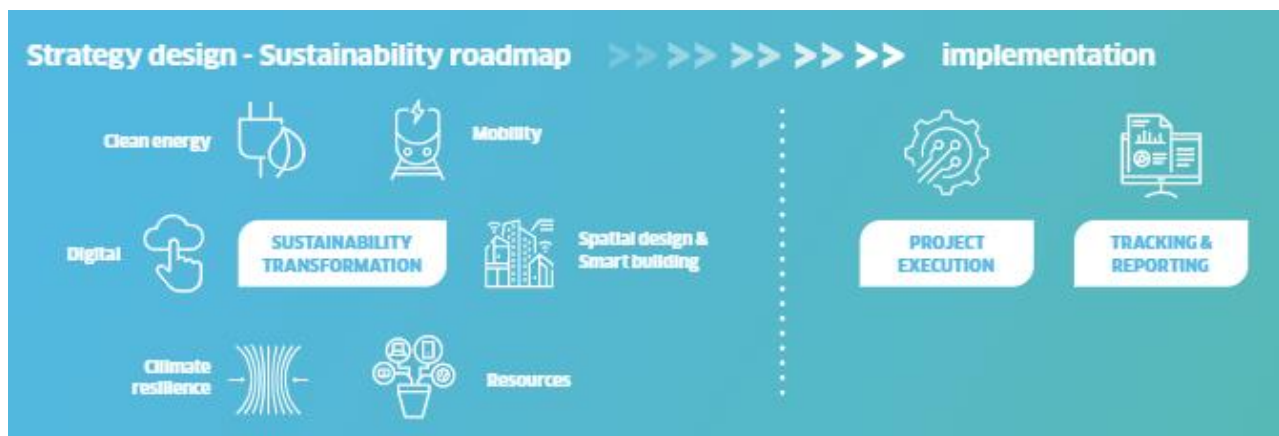 Strategy design - Sustainability roadmap >> >> >> >> >> implementation
Clean energy
Mobility
Digital
SUSTAINABILITY
TRANSFORMATION
Spatial design &
Smart building
Cilimate
resilience
Resources
PROJECT
EXECUTION
TRACKING &
REPORTING